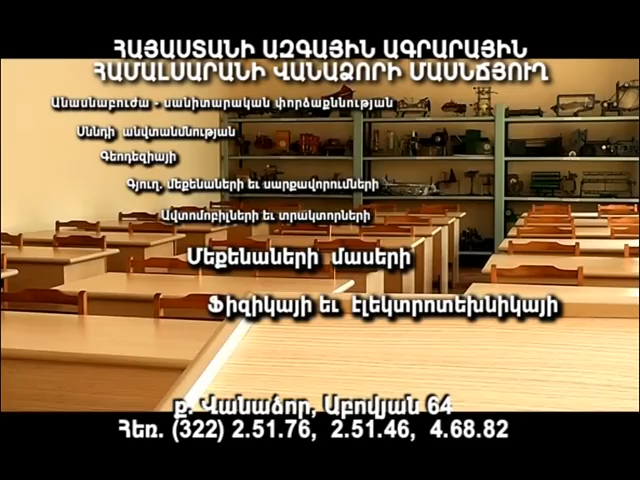 ՀԱՅԱՍՏԱՆԻ ԱԶԳԱՅԻՆ ԱԳՐԱՐԱՅԻՆ
ՀԱՄԱԼՍԱՐԱՆԻ ՎԱՆԱՁՈՐԻ ՄԱՍՆՃՅՈՒՂ
Անասնաբուժա - սանիտարական փորձաքննության
Սննդի անվտանմնության
Գեոդեզիայի
Գյուղ. մեքենաների եւ սարքավորումների
Ավտոմոբիլների եւ տրակտորների
Մեքենաների մասերի
Ֆիզիկայի եւ էլեկտրոտեխնիկայի
ք. Վանաձոր, Աբովյան 64
Հեռ. (322) 2.51.76, 2.51.46, 4.68.82